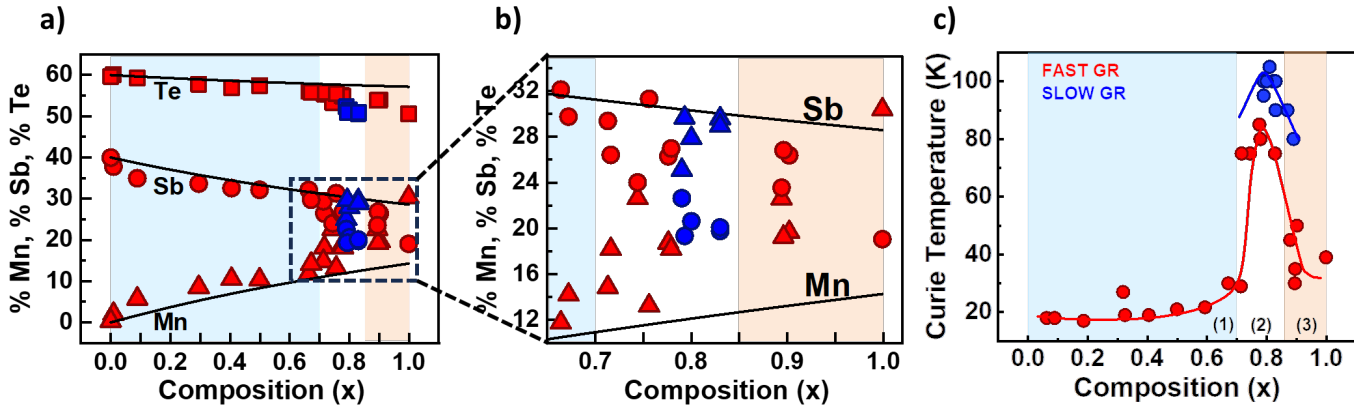 a)
b)
c)
% Mn, % Sb, % Te
60
50
40
30
20
10
0
Te
Sb
Mn
0.0
0.2
0.4
0.6
0.8
1.0
Composition (x)
% Mn, % Sb, % Te
32
28
24
20
16
12
Sb
Mn
0.7
0.8
0.9
1.0
Composition (x)
Curie Temperature (K)
100
80
60
40
20
FAST GR
SLOW GR
(1)
(2)
(3)
0.0
0.2
0.4
0.6
0.8
1.0
Composition (x)